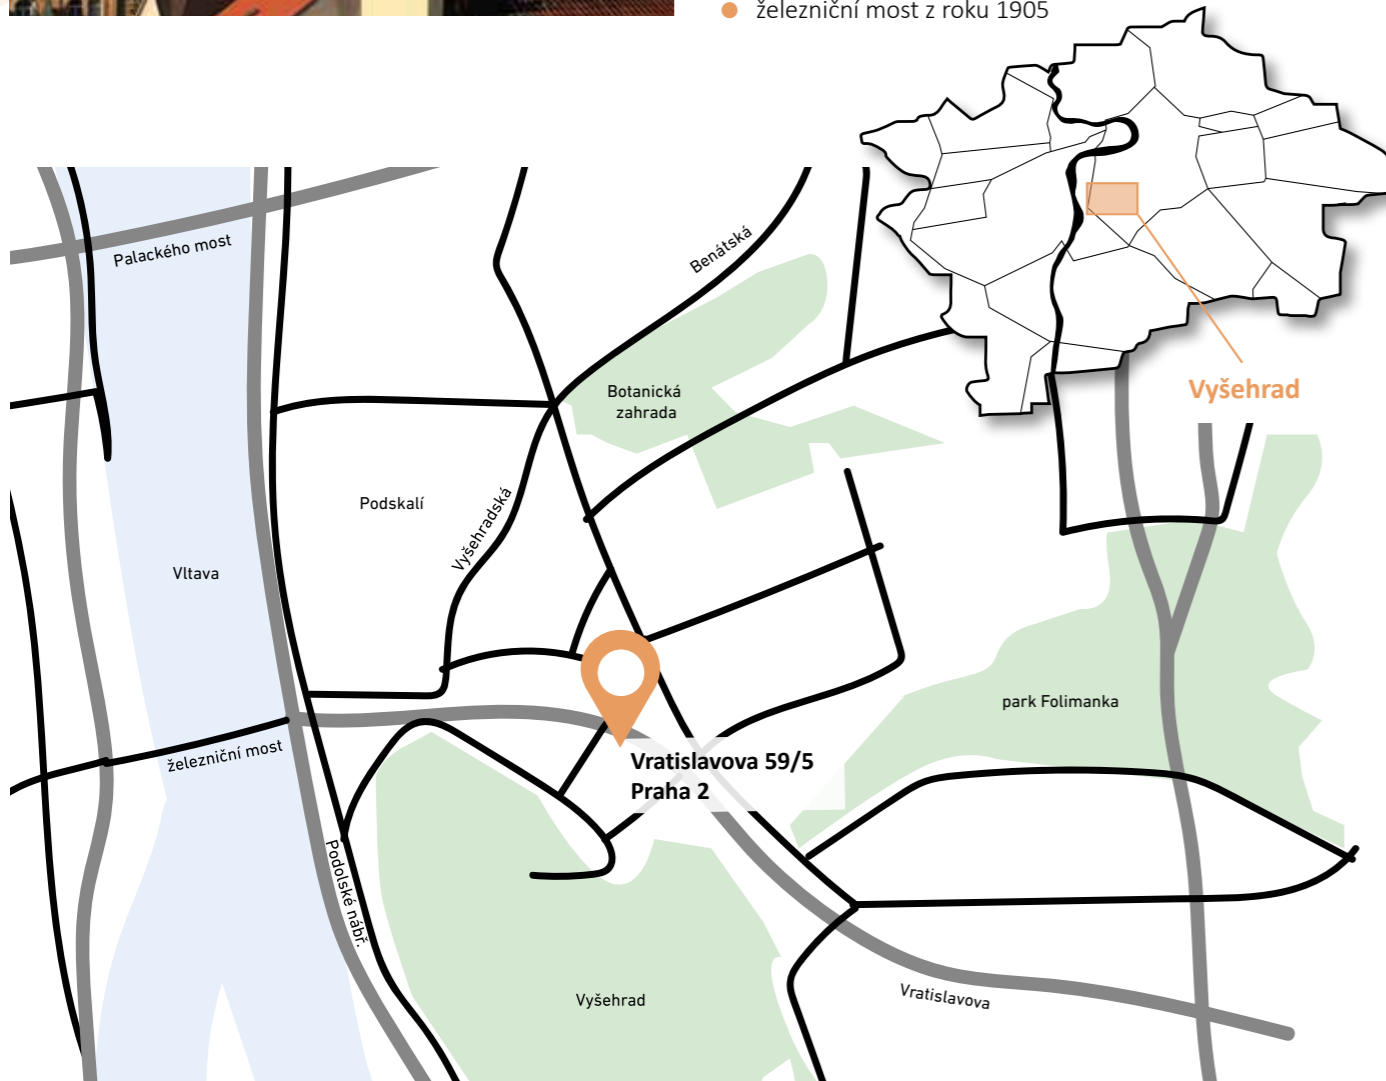 železniční most z roku 1905
Palackého most
Benátská
Vyšehrad
Botanická
zahrada
Podskalí
Vyšehradská
Vltava
park Folimanka
železniční most
Vratislavova 59/5
Praha 2
Podolské nábř.
Vyšehrad
Vratislavova